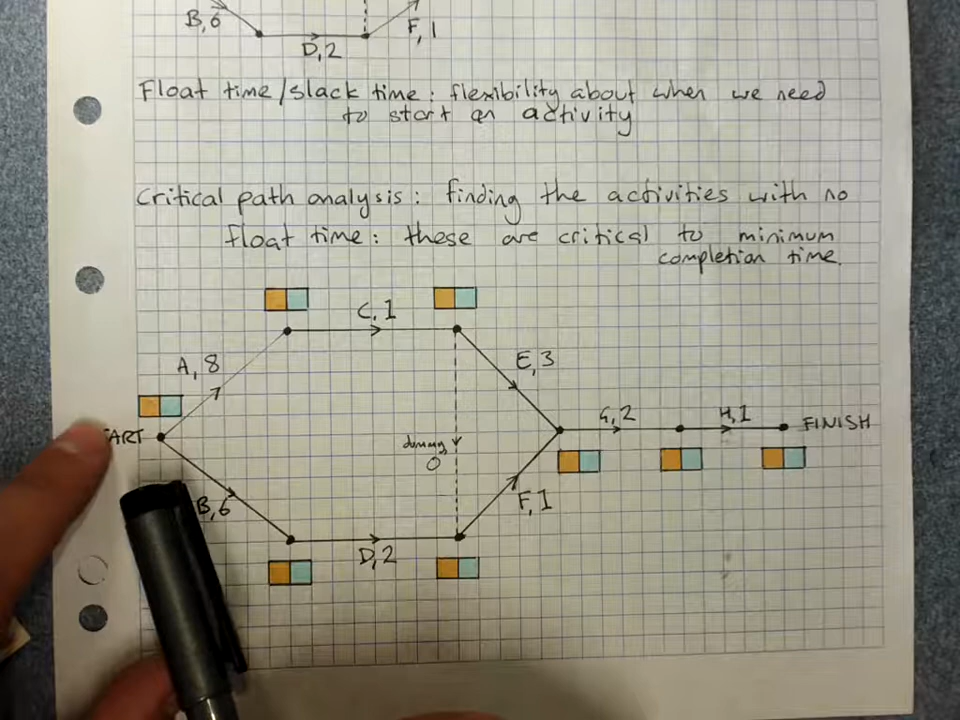 B,6
D,2
F,1
Float time/slack time: flexibility about when we need
to start an activity
Critical path analysis: finding the activities with no
float time: these are critical to minimum
completion time.
C,1
A,8
E,3
G,2
H,1
FINISH
dummy,
0
B,6
F,1
D,2